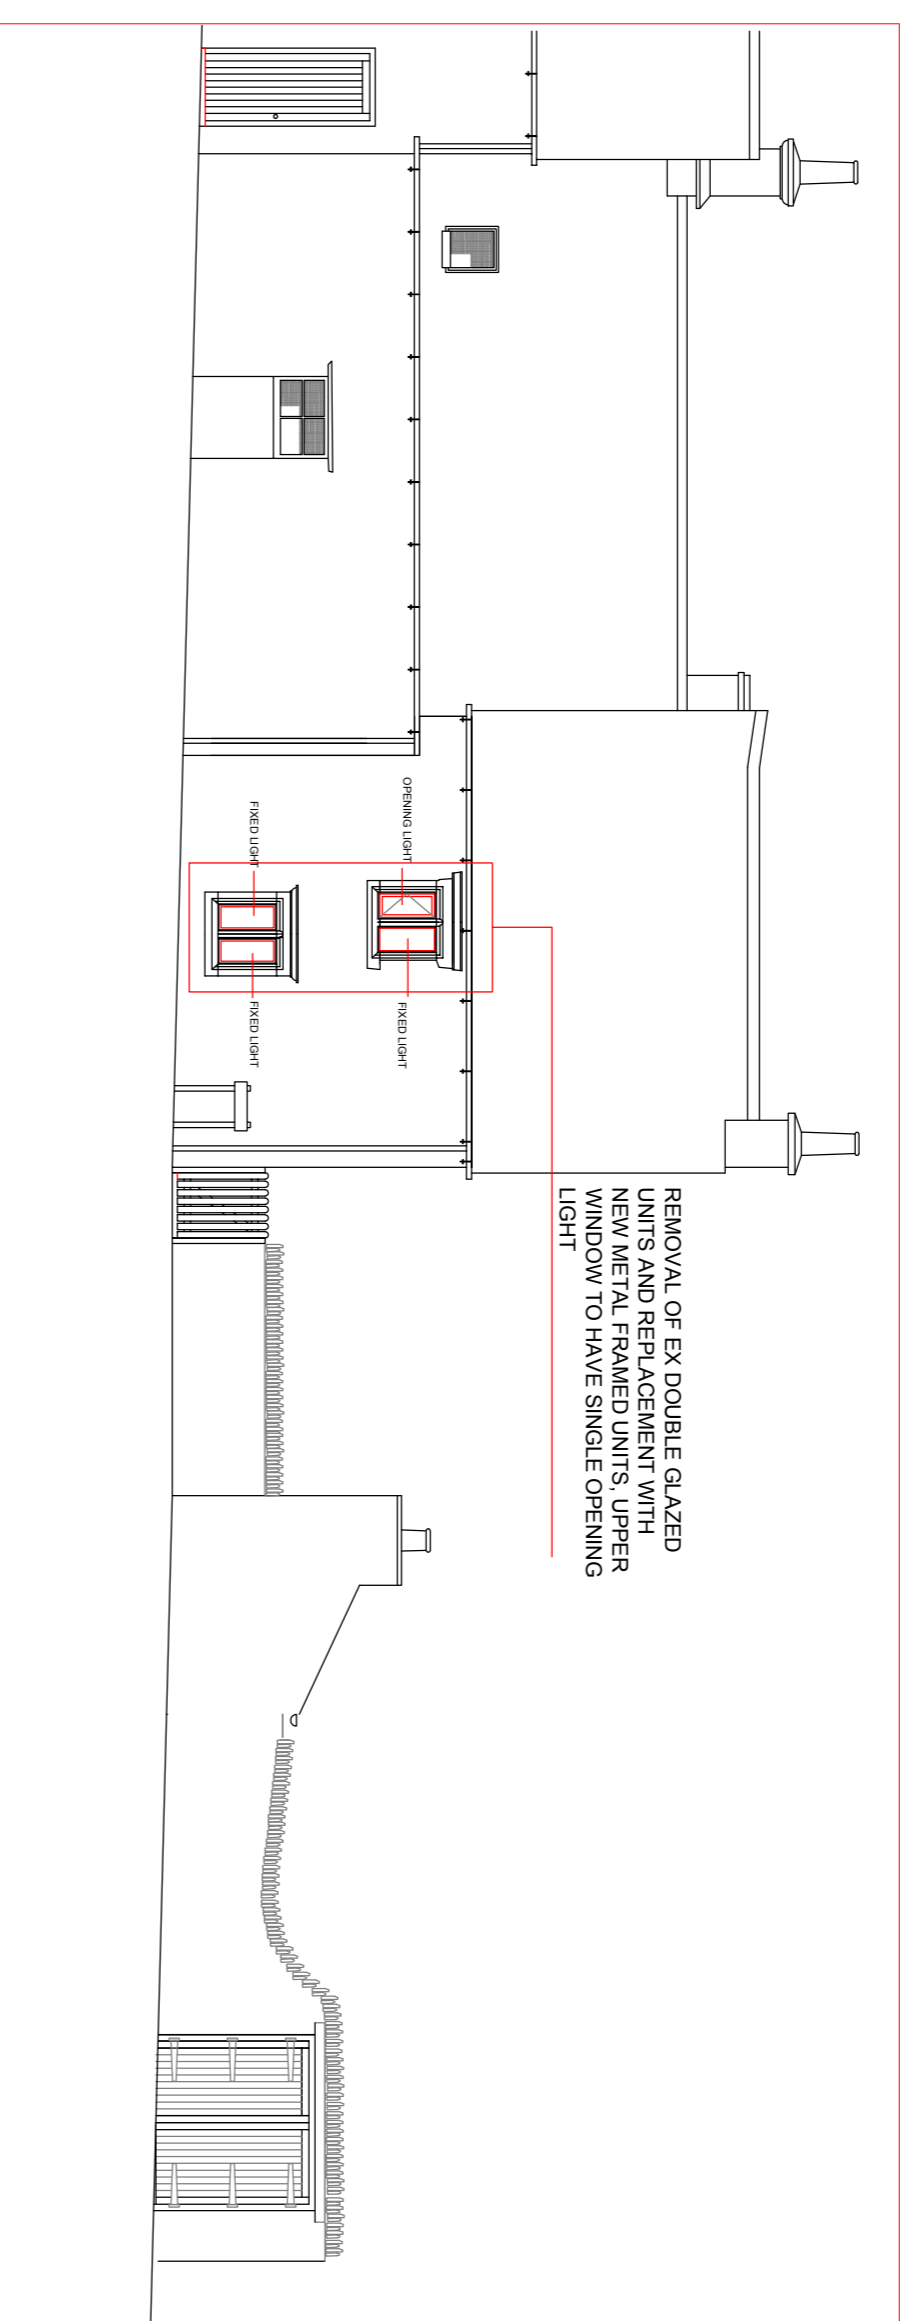 REMOVAL OF EX DOUBLE GLAZED
UNITS AND REPLACEMENT WITH
NEW METAL FRAMED UNITS, UPPER
WINDOW TO HAVE SINGLE OPENING
LIGHT
OPENING LIGHT
FIXED LIGHT
FIXED LIGHT
FIXED LIGHT